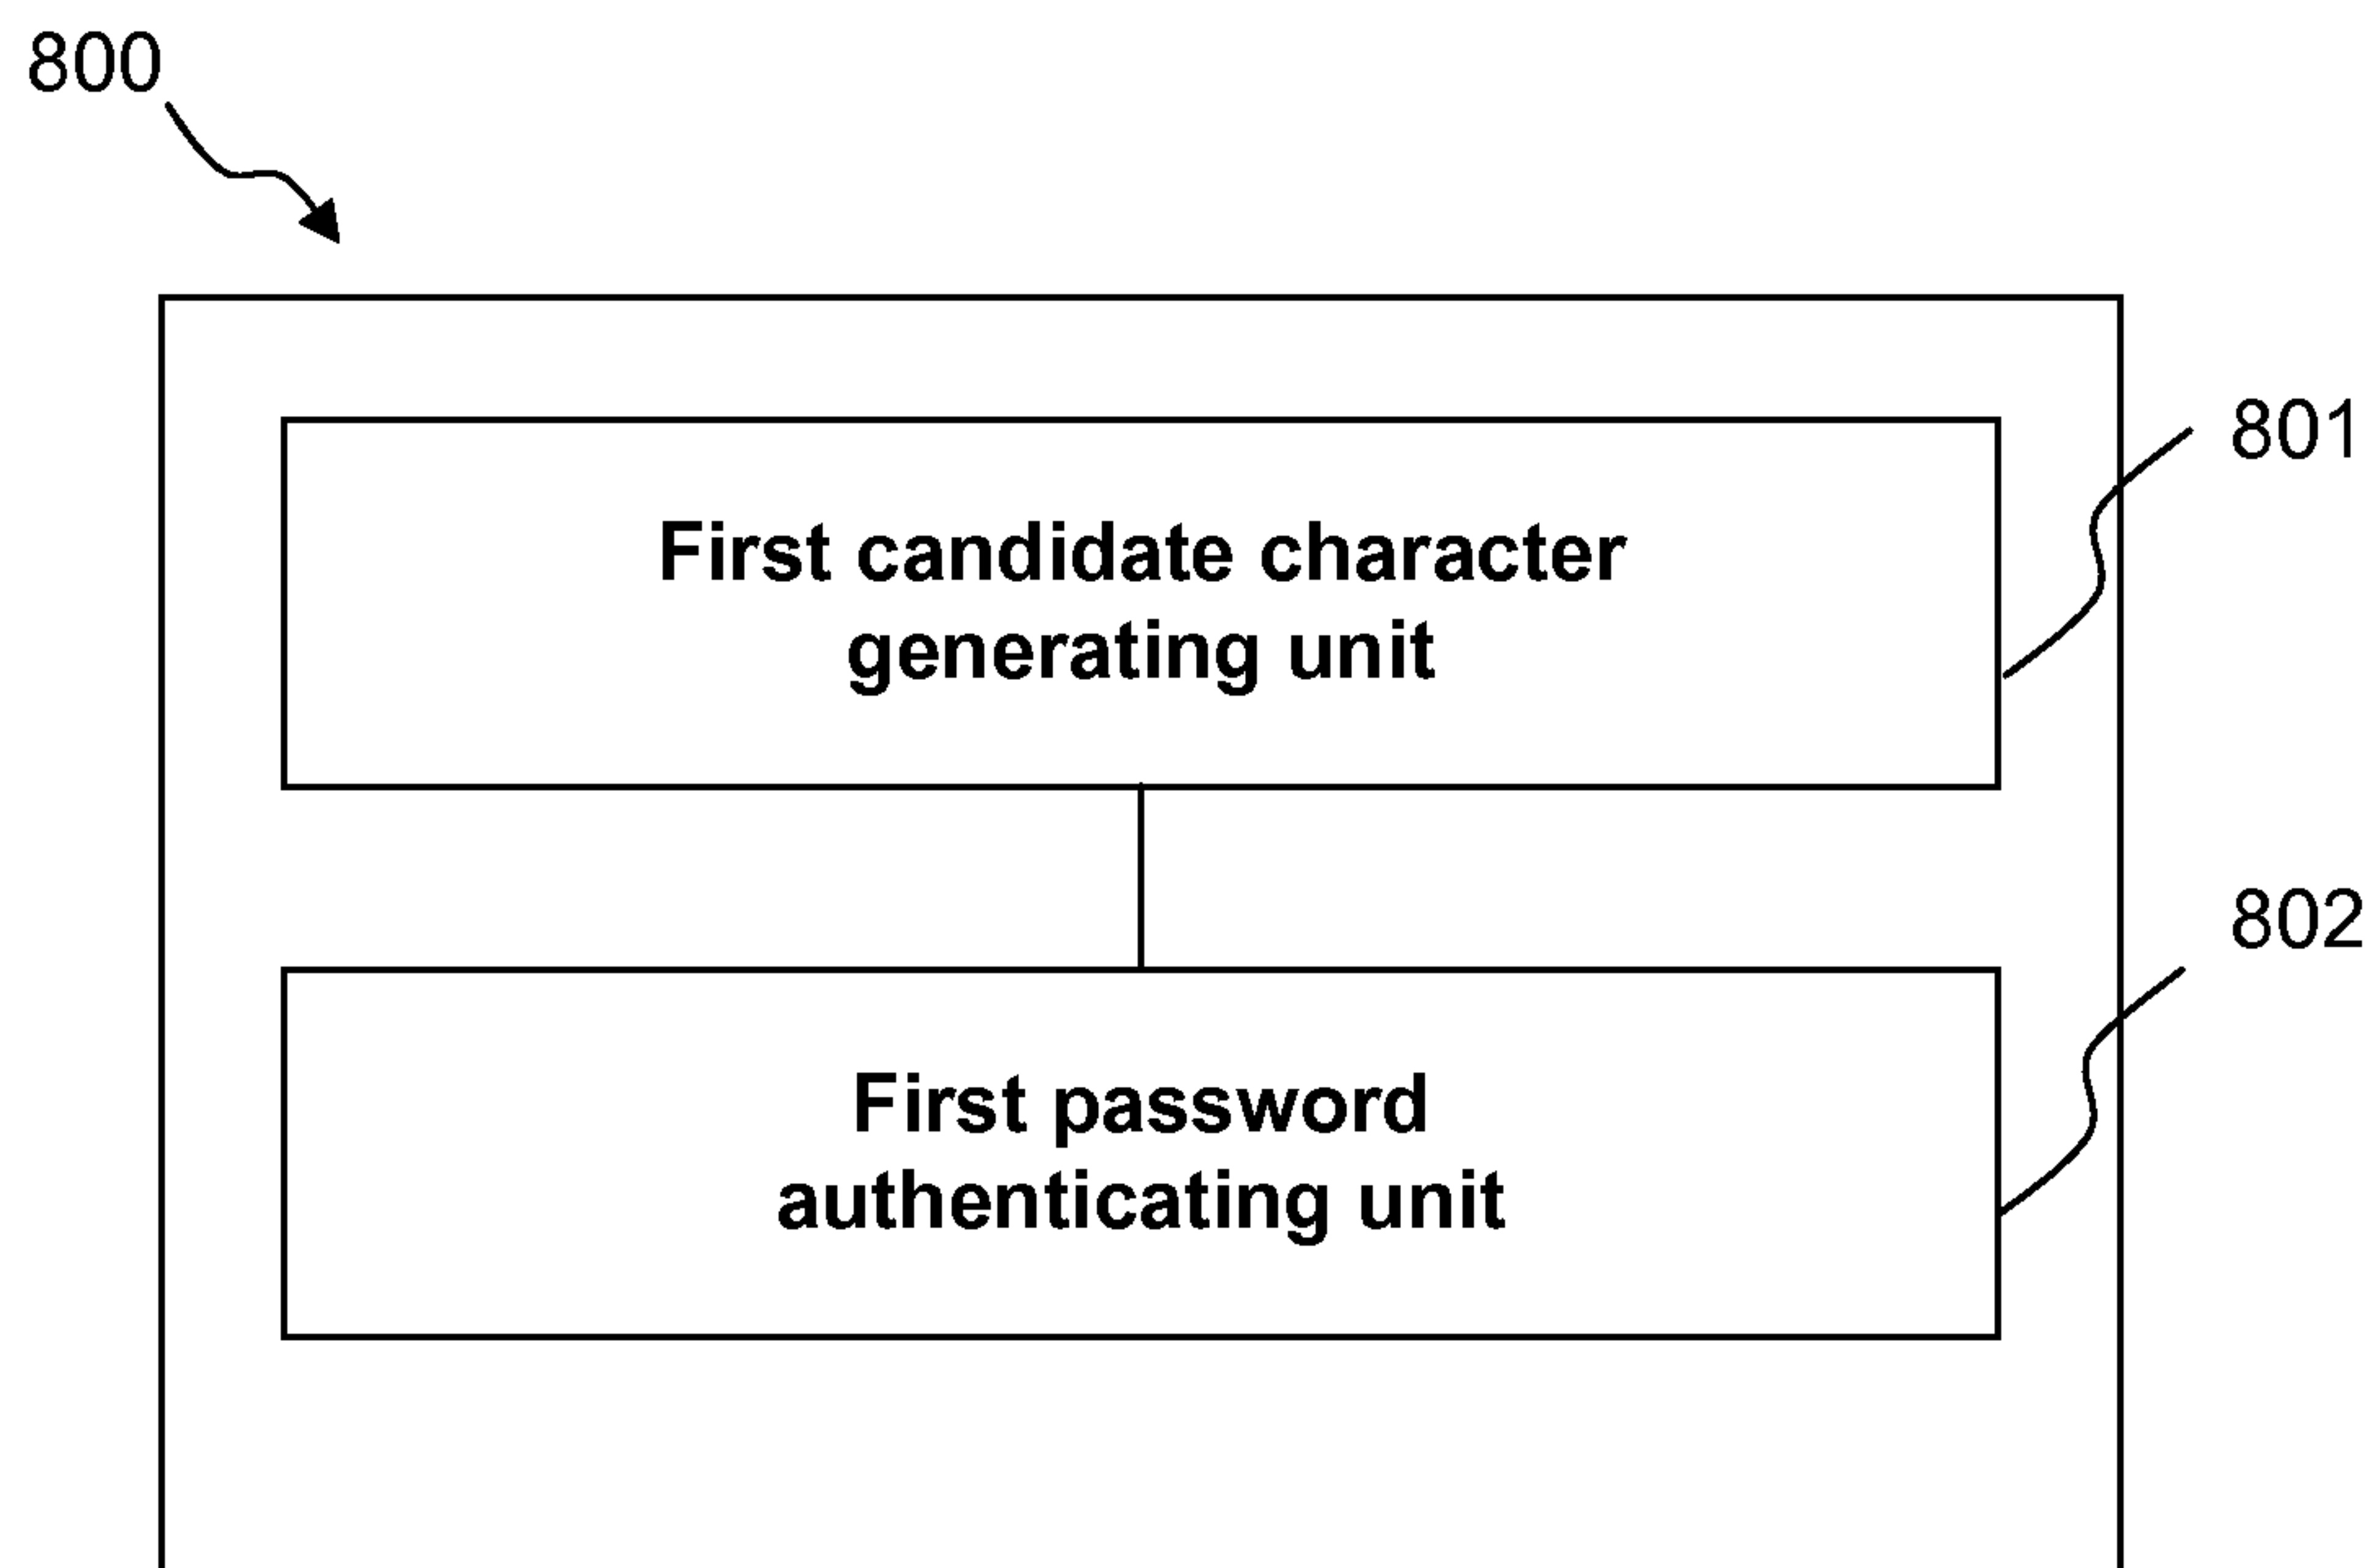 800
801
First candidate character
generating unit
802
First password
authenticating unit